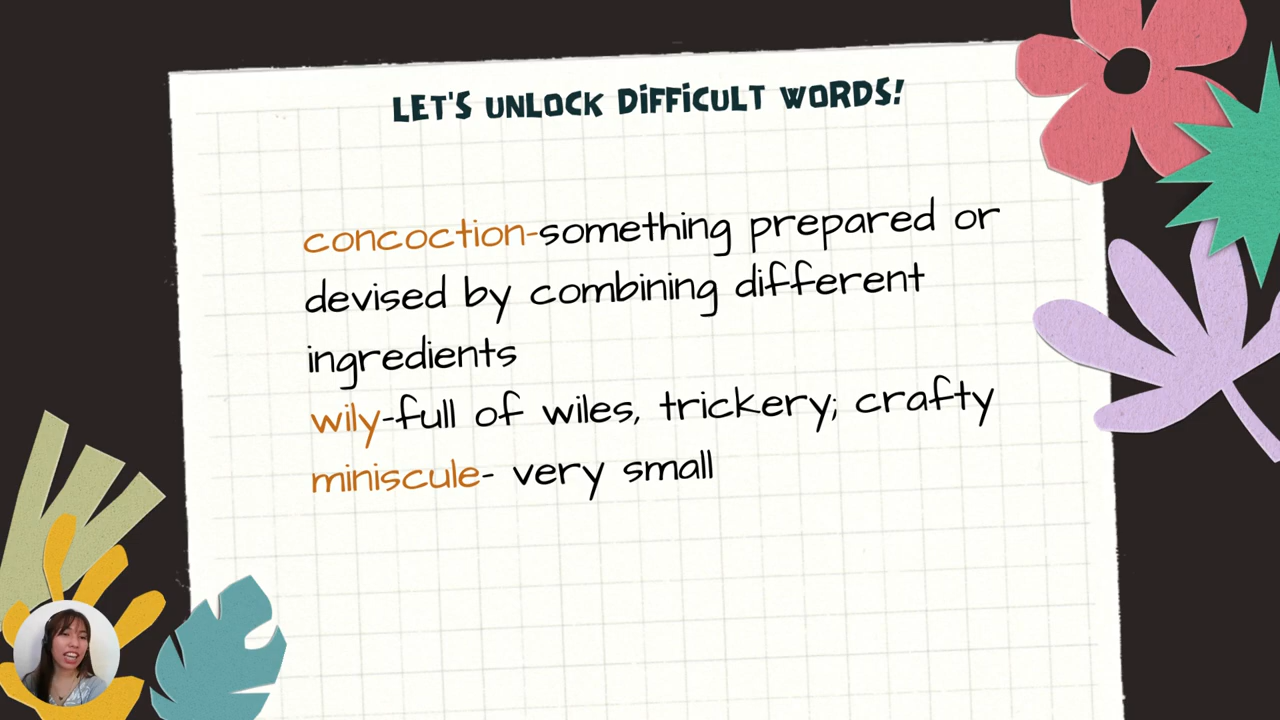 LET'S UNLOCK DIFFICULT WORDS!
concoction-something prepared or
devised by combining different
ingredients
wily-full of wiles, trickery; crafty
miniscule- very small